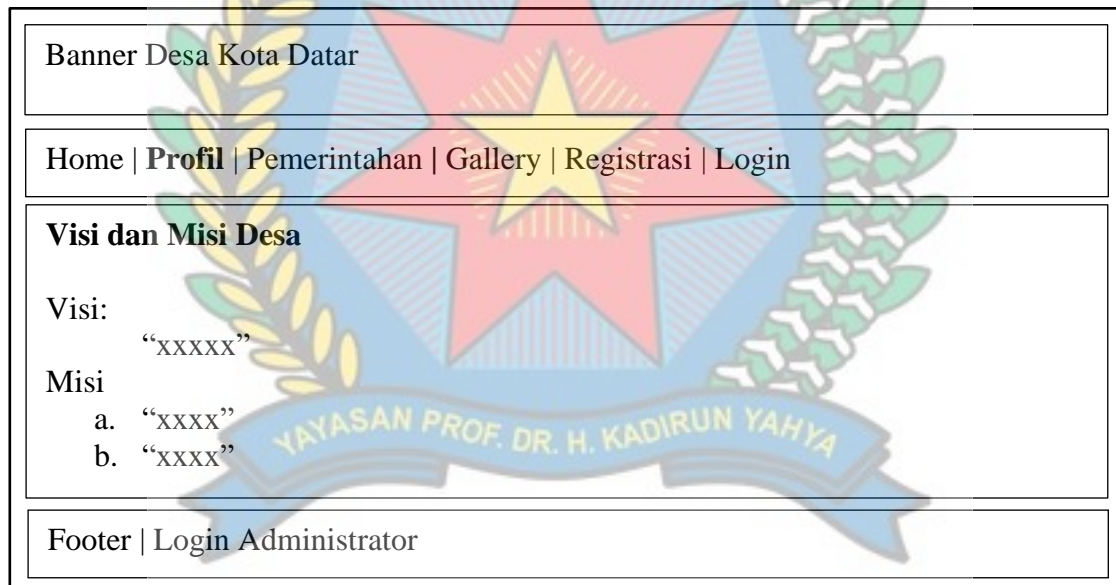 Banner Desa Kota Datar
Home | Profil | Pemerintahan | Gallery | Registrasi | Login
Visi dan Misi Desa
Visi:
“xxxxx”
Misi
a. “xxxx”
b. “xxxx”
YAYASAN PROF. DR. H. KADIRUN YAHYA
Footer | Login Administrator